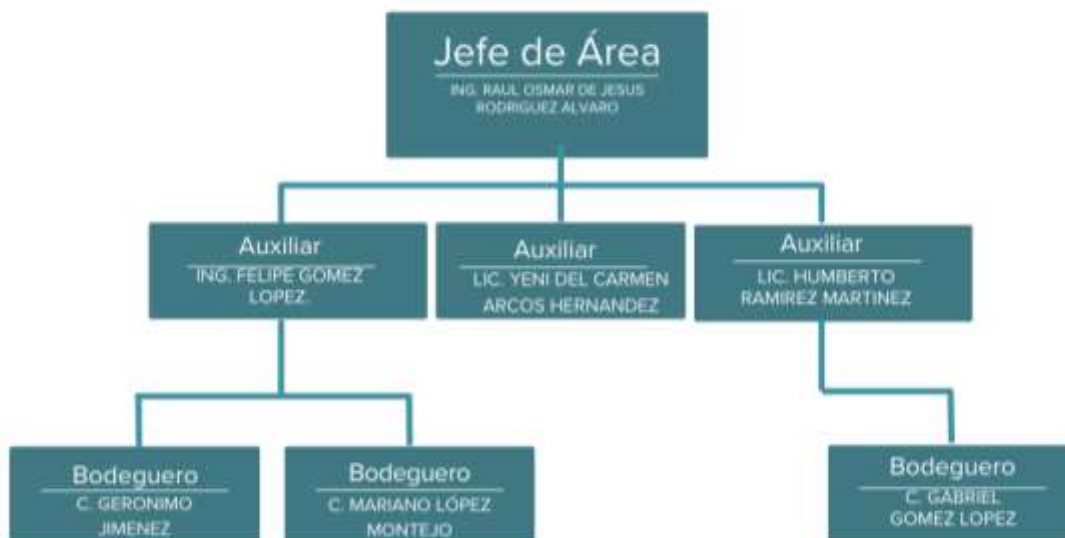 Jefe de Área
ING. RAUL OSMAR DE JESUS
RODRIGUEZ ALVARO
Auxiliar
ING. FELIPE GOMEZ
LOPEZ.
Auxiliar
LIC. YENI DEL CARMEN
ARCOS HERNANDEZ
Auxiliar
LIC. HUMBERTO
RAMIREZ MARTINEZ
Bodeguero
C. GERONIMO
JIMENEZ
Bodeguero
C. MARIANO LÓPEZ
MONTEJO
Bodeguero
C. GABRIEL
GOMEZ LOPEZ